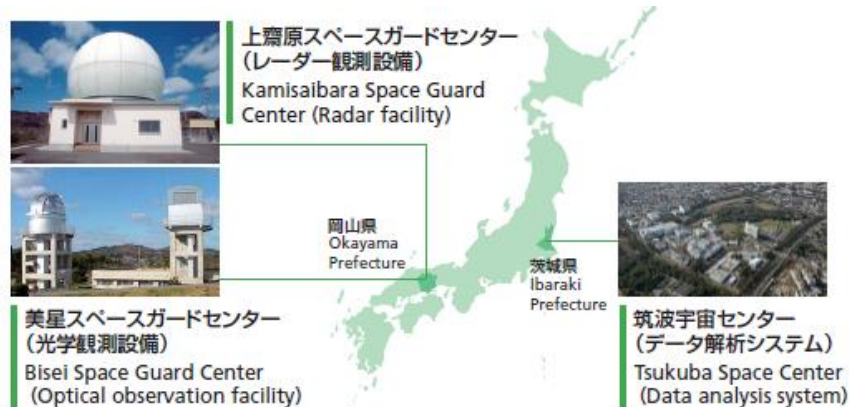 上齋原スペースガードセンター
（レーダー観測設備）
Kamisaibara Space Guard
Center (Radar facility)
岡山県
Okayama
Prefecture
茨城県
Ibaraki
Prefecture
美星スペースガードセンター
（光学観測設備）
Bisei Space Guard Center
(Optical observation facility)
筑波宇宙センター
（データ解析システム）
Tsukuba Space Center
(Data analysis system)